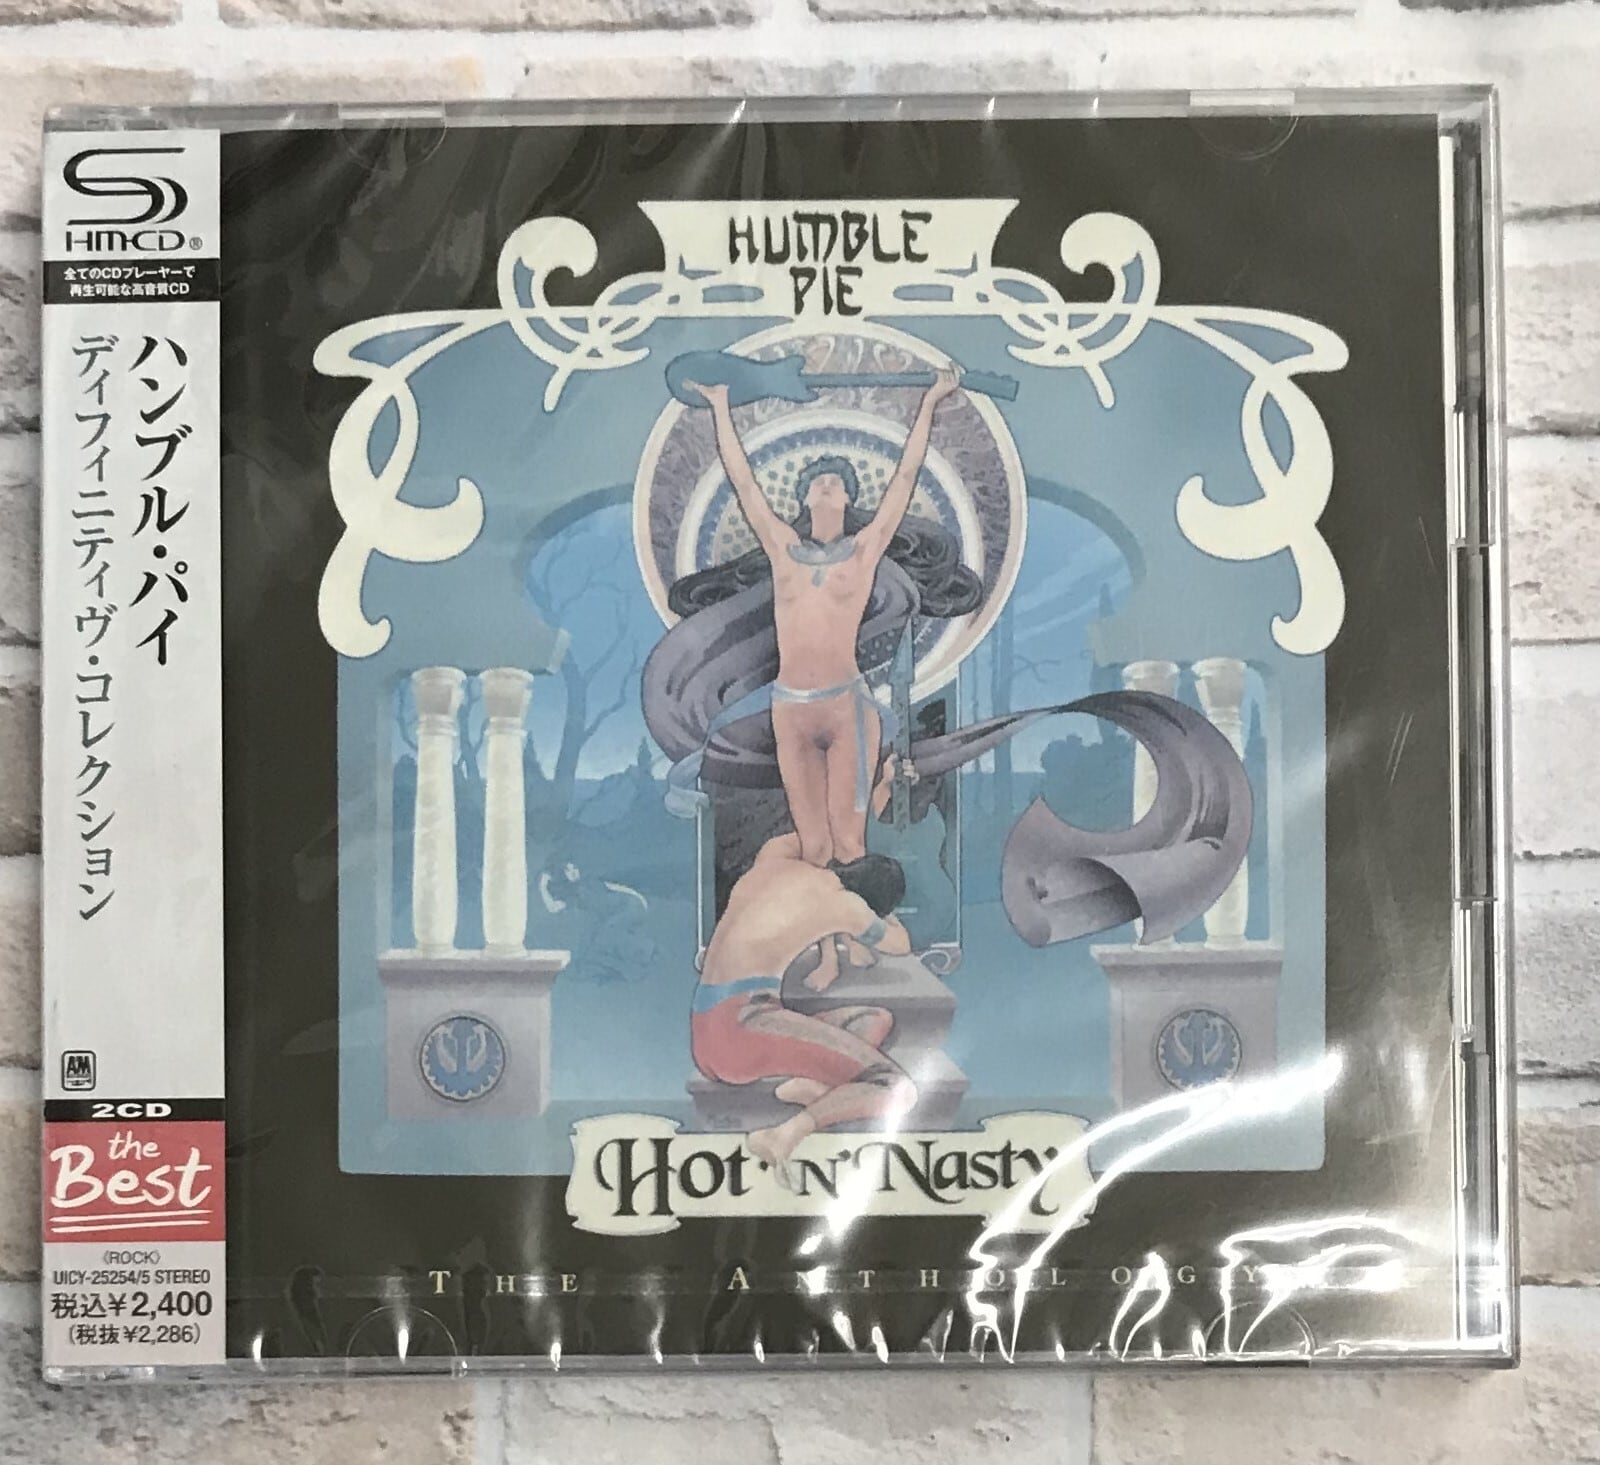 HM-CD®
全てのCDプレーヤーで
再生可能な高音質CD
ハンブル・パイ
ディフィニティヴ・コレクション
AM
2CD
the
Best
《ROCK》
UICY-25254/5 STEREO
税込¥2,400
(税抜¥2,286)
HUMBLE
PIE
Hot 'N' Nasty
THE ANTHOLOGY